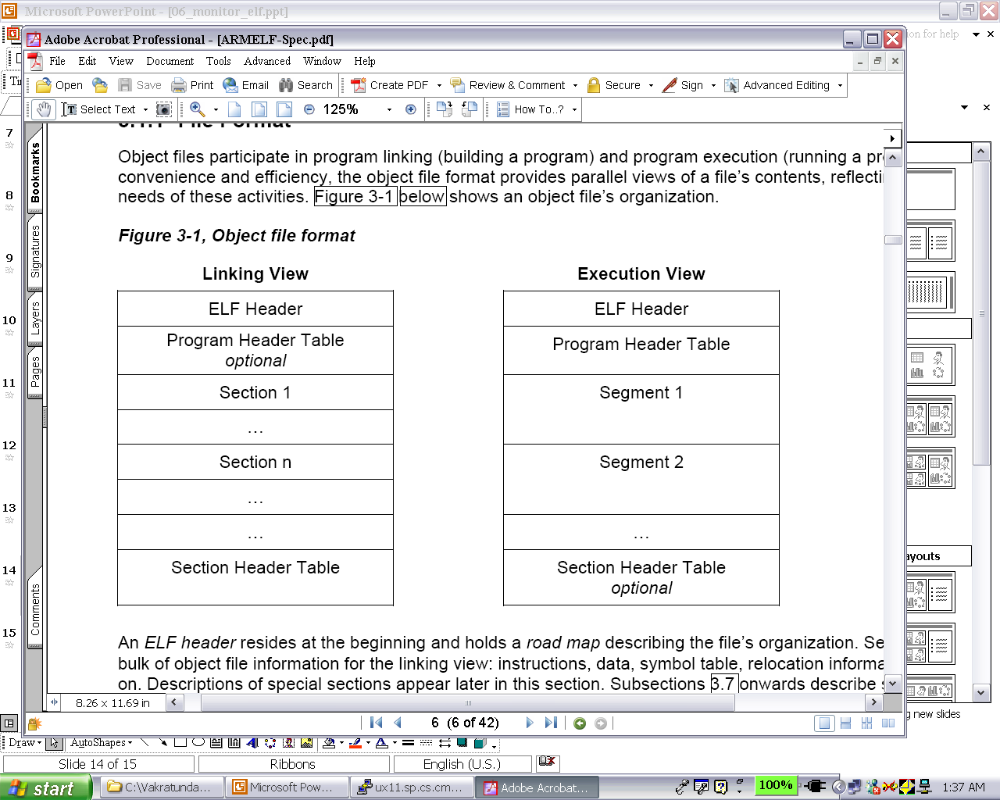 Microsoft PowerPoint - [06_monitor_elf.ppt]
Adobe Acrobat Professional - [ARMELF-Spec.pdf]
ion for help
File Edit View Document Tools Advanced Window Help
Open Save Print Email Search Create PDF Review & Comment Secure Sign Advanced Editing
Select Text 125% How To..?
File Format
Object files participate in program linking (building a program) and program execution (running a pr
convenience and efficiency, the object file format provides parallel views of a file's contents, reflecti
needs of these activities. Figure 3-1 below shows an object file's organization.
Figure 3-1, Object file format
Linking View
ELF Header
Program Header Table
optional
Section 1
...
Section n
...
...
Section Header Table
Execution View
ELF Header
Program Header Table
Segment 1
Segment 2
...
Section Header Table
optional
An ELF header resides at the beginning and holds a road map describing the file's organization. Se
bulk of object file information for the linking view: instructions, data, symbol table, relocation informa
on. Descriptions of special sections appear later in this section. Subsections 3.7 onwards describe s
Bookmarks
Signatures
Layers
Pages
Comments
7
8
9
10
11
12
13
14
15
ayouts
g new slides
8.26 x 11.69 in
6 (6 of 42)
Draw AutoShapes
Slide 14 of 15 Ribbons English (U.S.)
start C:\Vakratunda... Microsoft Pow... ux11.sp.cs.cm... Adobe Acrobat... 100% 1:37 AM